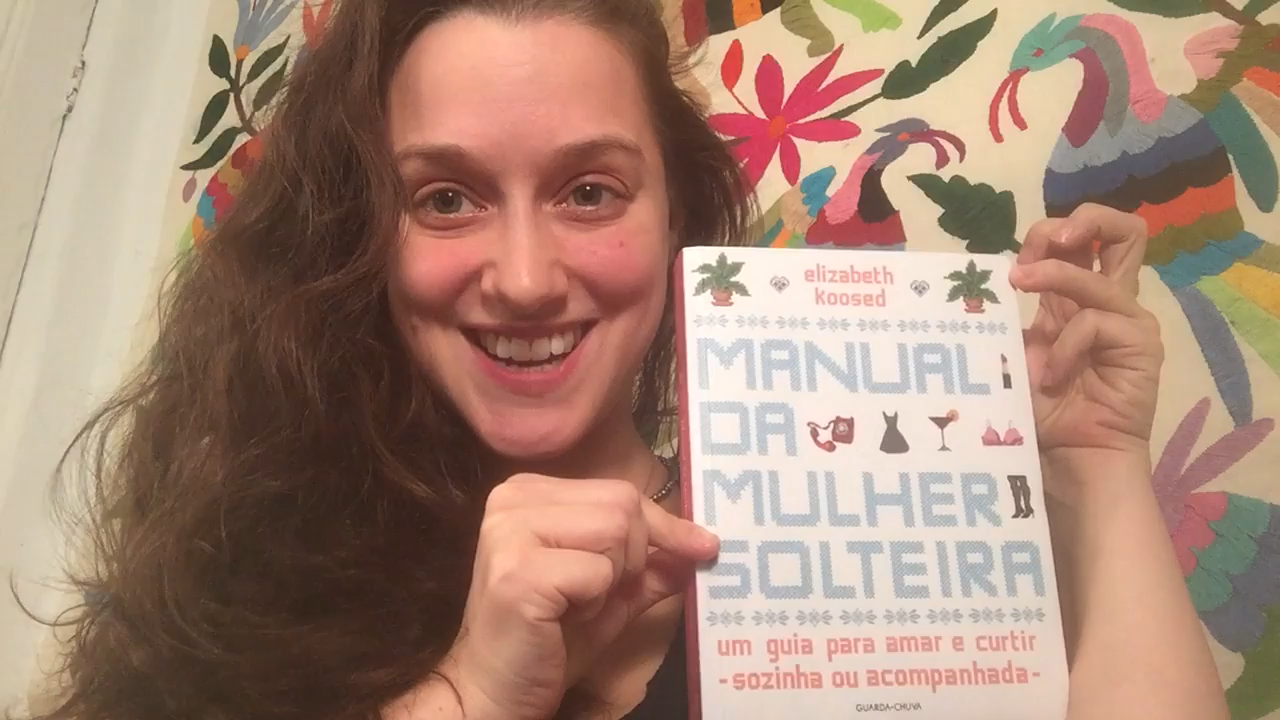 elizabeth
koosed
MANUAL
DA
MULHER
SOLTEIRA
um guia para amar e curtir
- sozinha ou acompanhada -
GUARDA-CHUVA